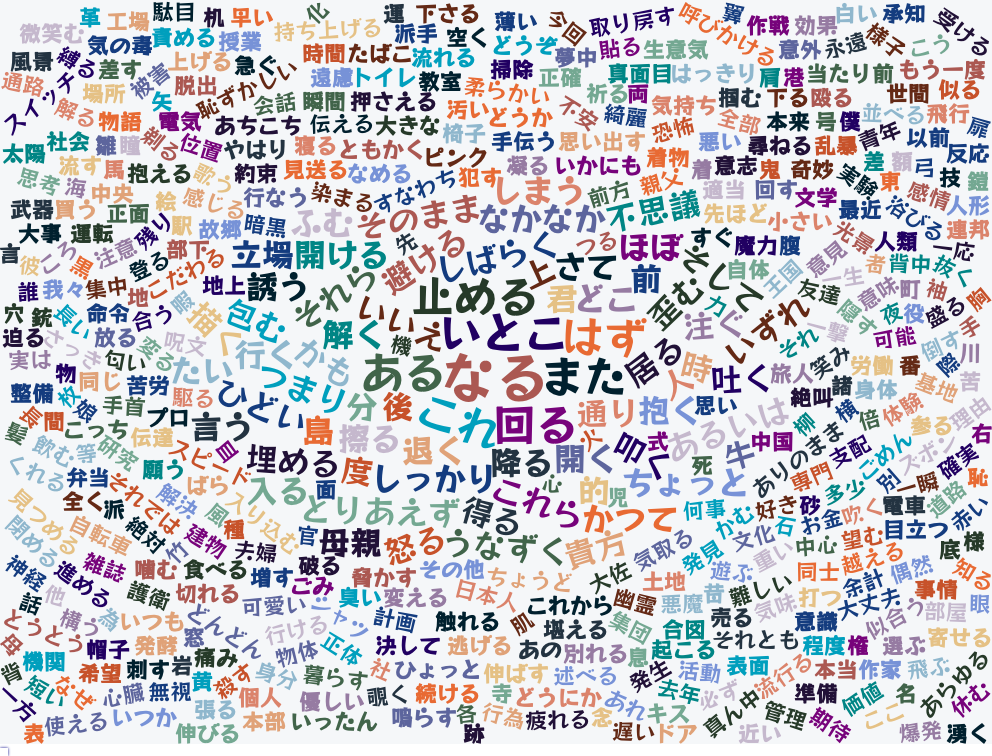 微笑む 革 工場 駄目 机 早い 化 運 下さる 薄い 今回 取り戻す 呼びかける 翼 作戦 効果 白い 承知 受ける
風景 縛る 気の毒 責める 授業 持ち上げる 派手 空く どうぞ 夢中 貼る 生意気 意外 永遠 様子 こう
通路 スイッチ 差す 被害 上げる 急ぐ 時間 たばこ 流れる 掃除 正確 真面目 はっきり 肩 港 当たり前 もう一度
場所 矢 脱出 恥ずかしい 遠慮 トイレ 教室 柔らかい 不安 祈る 両 気持ち 掴む 下る 殴る 世間 似る
解る 物語 電気 会話 瞬間 押さえる 汚い どうか 綺麗 恐怖 全部 本来 号 僕 並べる 飛行 扉
太陽 社会 雛 瞳 剃る 位置 あちこち 伝える 大きな 椅子 手伝う 思い出す 悪い 尋ねる 乱暴 青年 以前 反応
流す 馬 抱える やはり 寝る ともかく ピンク 凝る いかにも 着物 着 意志 鬼 奇妙 差 額 弓 技 鎧
思考 海 中央 絵 歌う 約束 見送る なめる 犯す しまう 前方 親父 適当 回す 文学 実験 東 感情 人形
武器 買う 正面 駅 感じる 行なう 染まる すなわち なかなか 不思議 先ほど 小さい 最近 浴びる 連邦
大事 運転 残り 故郷 暗黒 ふむ そのまま つる ほぼ すぐ 魔力 腹 光景 人類 一応
言 彼 ころ 黒 注意 登る 部下 こだわる 立場 開ける 先 避ける しばらく 上 さて 前 そして 自体 王国 意見 者 背中 抜く
誰 我々 集中 地 地上 誘う それら 止める 君 どこ 歪む 力 友達 一生 隠す 意味 町 袖 問
穴 役 長い 命令 合う 暇 描く 包む 解く いいえ 機 いとこ はず 注ぐ いずれ それ 一撃 夜 盛る 手
迫る さっき 放る 変る 呪文 行く かも 可能 倒す 際 川
実は 匂い たい つまり ある なる また 居る 人 時 吐く 旅人 笑み 労働 番 基地 苦
整備 物 校 同じ 苦労 駆る ひどい 分 後 これ 回る 通り 抱く 思い 絶叫 諸 身体 体験
髪 長 間 娘 こっち 手首 プロ 言う 島 擦る 退く 火 叩く 式 あるいは 柳 横 倍 参る 理由
飲む 等 研究 伝達 スピード 皿 埋める 度 しっかり 降る 開く 死 牛 中国 ありのまま 支配 ごめん ズボン 右
くれる 弁当 それでは 願う ばら 入る 面 とりあえず 得る 心 これら 的 児 ちょうど 専門 多少 別 一瞬 確実 恥
見つめる 全く 派 解決 風 入り込む 種 官 かつて 何事 かむ 好き 砂 お金 吹く 電車 道路 赤い
閉める 自転車 絶対 竹 建物 夫婦 母親 怒る うなずく 貴方 気取る 発見 文化 石 中心 望む 目立つ 底 様
神経 進める 雑誌 噛む 食べる 増す 破る ごみ 脅かす その他 ちょうど 大佐 土地 遊ぶ 重い 同士 越える 偶然 知る
話 他 護衛 切れる 可愛い 臭い 変える 日本人 これから 幽霊 悪魔 昔 難しい 打つ 余計 事情 眼
とうとう 構う 為 いつも どんどん シャツ 計画 触れる 肌 堪える 集団 合図 売る 気味 意識 大丈夫 似合う 部屋
母 帽子 発酵 窓 行ける 正体 決して 逃げる あの 別れる 息 起こる それとも 程度 権 選ぶ 寄せる
背 機関 希望 刺す 岩 痛み 物体 身分 暮らす 社 ひょっと 伸ばす 述べる 発生 活動 表面 流行る 本当 作家 飛ぶ あらゆる
一方 短い なぜ 心臓 無視 黄 殺す 個人 優しい 覗く 続ける 寺 どうにか あれ 去年 必ず 真ん中 準備 価値 名 休む
表 使える いつか 張る 伸びる 本部 いったん 鳴らす 各 跡 行為 疲れる 念 遅い キス ドア 近い 管理 期待 ここ 爆発 湧く